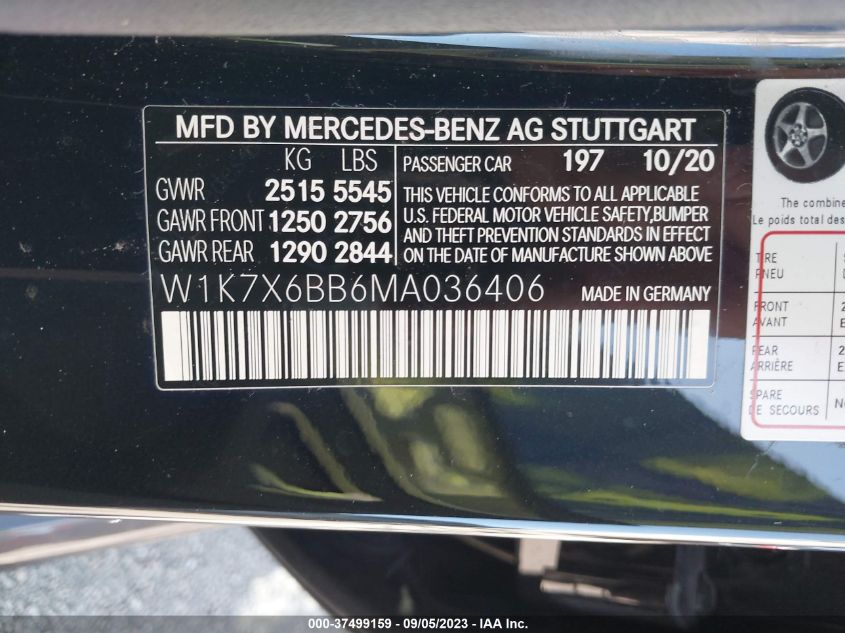 MFD BY MERCEDES-BENZ AG STUTTGART
KG LBS
GVWR 2515 5545
GAWR FRONT 1250 2756
GAWR REAR 1290 2844
PASSENGER CAR 197 10/20
THIS VEHICLE CONFORMS TO ALL APPLICABLE
U.S. FEDERAL MOTOR VEHICLE SAFETY,BUMPER
AND THEFT PREVENTION STANDARDS IN EFFECT
ON THE DATE OF MANUFACTURE SHOWN ABOVE
W1K7X6BB6MA036406 MADE IN GERMANY
The combine
Le poids total des
TIRE
PNEU
FRONT 2
AVANT E
REAR 2
ARRIÈRE E
SPARE
DE SECOURS
000-37499159 - 09/05/2023 - IAA Inc.